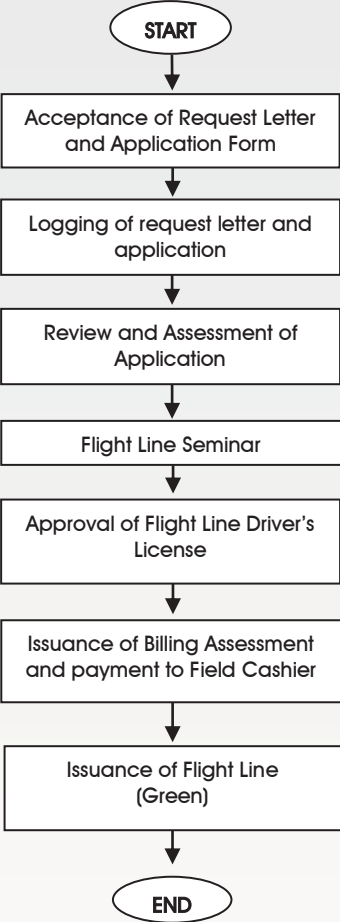 START
Acceptance of Request Letter
and Application Form
Logging of request letter and
application
Review and Assessment of
Application
Flight Line Seminar
Approval of Flight Line Driver's
License
Issuance of Billing Assessment
and payment to Field Cashier
Issuance of Flight Line
(Green)
END